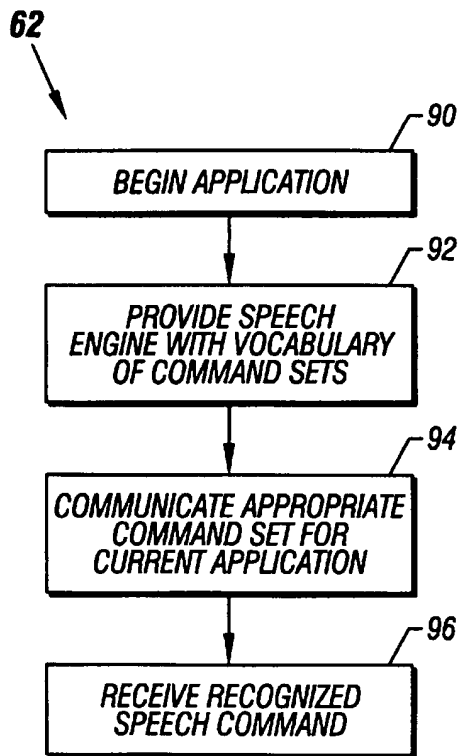 62
90
BEGIN APPLICATION
92
PROVIDE SPEECH
ENGINE WITH VOCABULARY
OF COMMAND SETS
94
COMMUNICATE APPROPRIATE
COMMAND SET FOR
CURRENT APPLICATION
96
RECEIVE RECOGNIZED
SPEECH COMMAND